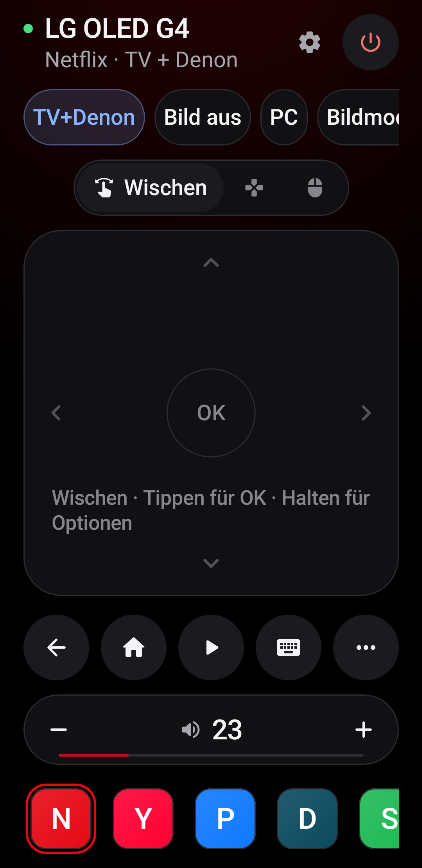 LG OLED G4
Netflix · TV + Denon
TV+Denon
Bild aus
PC
Bildmo
Wischen
OK
Wischen · Tippen für OK · Halten für
Optionen
23
N
Y
P
D
S